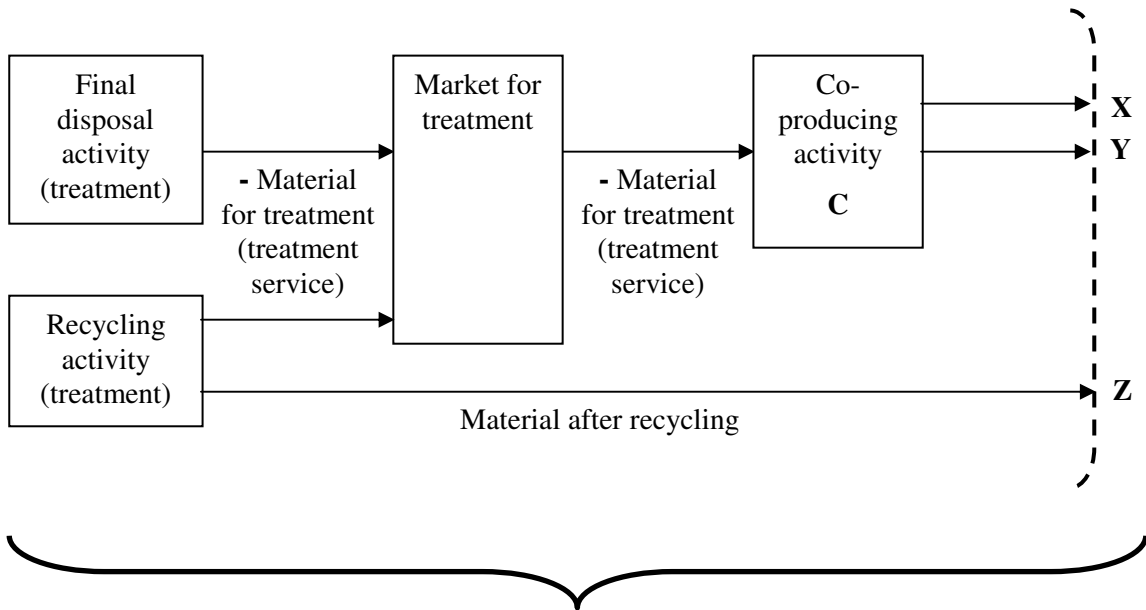 Final
disposal
activity
(treatment)
- Material
for treatment
(treatment
service)
Market for
treatment
- Material
for treatment
(treatment
service)
Co-
producing
activity
C
X
Y
Recycling
activity
(treatment)
Material after recycling
Z